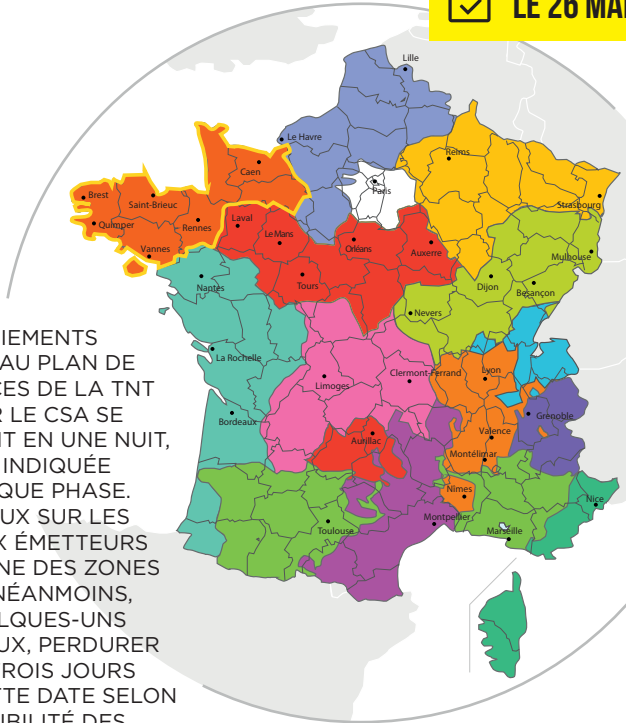 LE 26 MA
Lille
Le Havre
Reims
Caen
Paris
Strasbourg
Brest
Saint-Brieuc
Quimper
Rennes
Laval
Le Mans
Orléans
Auxerre
Vannes
Mulhouse
Nantes
Tours
Dijon
Besançon
Nevers
La Rochelle
Limoges
Clermont-Ferrand
Lyon
Bordeaux
Grenoble
Aurillac
Valence
Montélimar
Nîmes
Nice
Toulouse
Montpellier
Marseille
IEMENTS
AU PLAN DE
CES DE LA TNT
R LE CSA SE
NT EN UNE NUIT,
INDIQUÉE
QUE PHASE.
UX SUR LES
X ÉMETTEURS
NE DES ZONES
NÉANMOINS,
LQUES-UNS
UX, PERDURER
ROIS JOURS
TTE DATE SELON
IBILITÉ DES